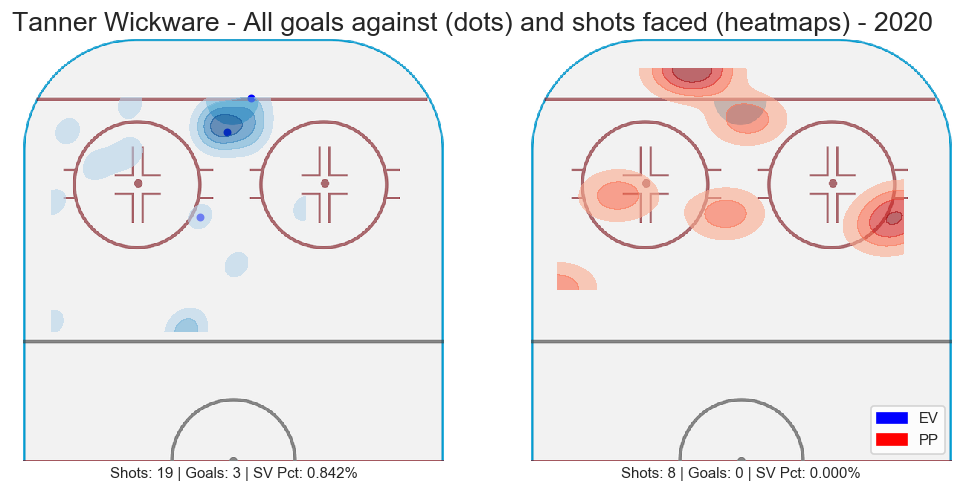 Tanner Wickware - All goals against (dots) and shots faced (heatmaps) - 2020
EV
PP
Shots: 19 | Goals: 3 | SV Pct: 0.842%
Shots: 8 | Goals: 0 | SV Pct: 0.000%